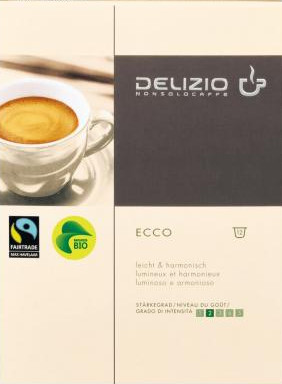 DELIZIO
NONSOLOCAFFÈ
FAIRTRADE
MAX HAVELAAR
BIO
ECCO
12
leicht & harmonisch
lumineux et harmonieux
luminoso e armonioso
STÄRKEGRAD/NIVEAU DU GOÛT/
GRADO DI INTENSITÀ 1 2 3 4 5